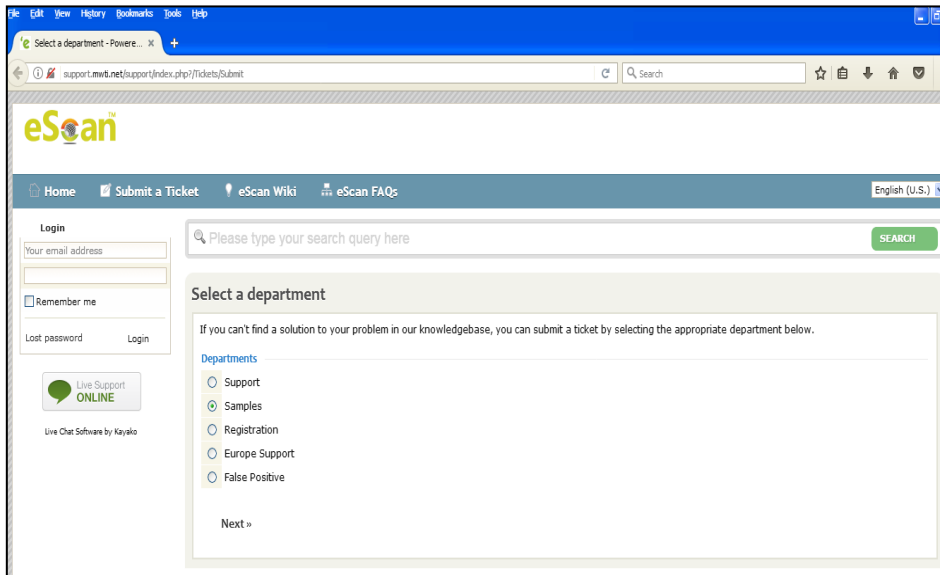 File Edit View History Bookmarks Tools Help
Select a department - Powere... × +
support.mwti.net/support/index.php?/Tickets/Submit
Search
eScan™
Home Submit a Ticket eScan Wiki eScan FAQs
English (U.S.)
Login
Your email address
Remember me
Lost password Login
Live Support
ONLINE
Live Chat Software by Kayako
Please type your search query here
SEARCH
Select a department
If you can't find a solution to your problem in our knowledgebase, you can submit a ticket by selecting the appropriate department below.
Departments
Support
Samples
Registration
Europe Support
False Positive
Next »